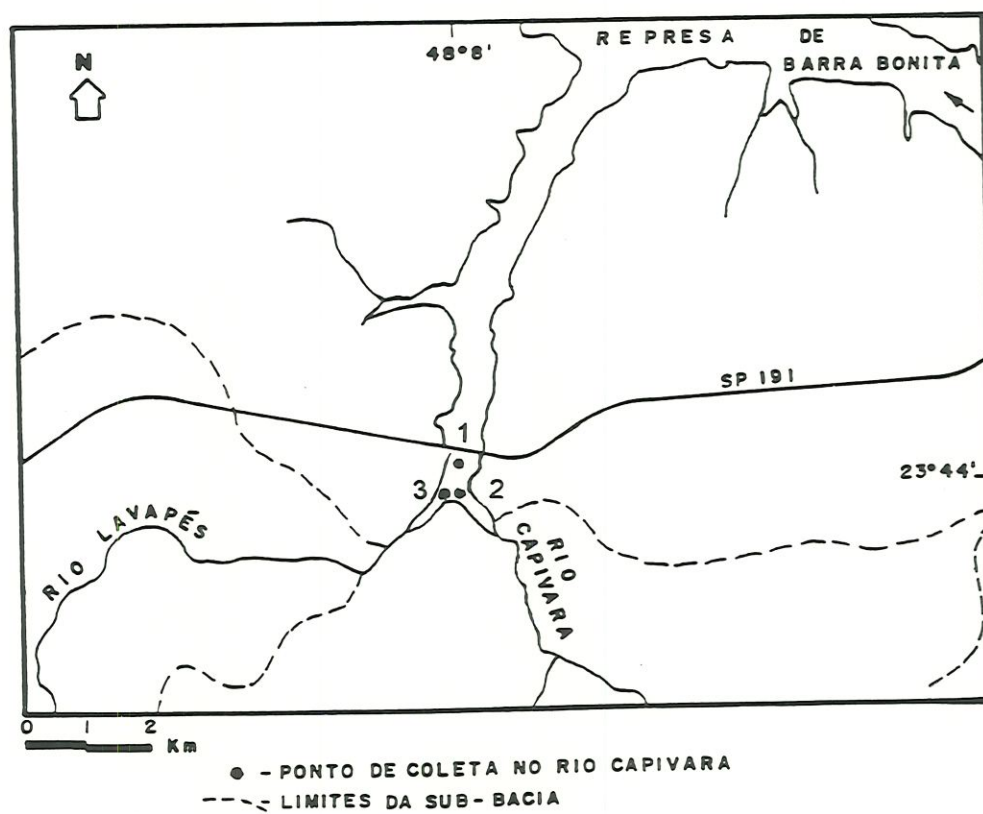 REPRESA DE
BARRA BONITA
48°8'
N
SP 191
1
23°44'
3
2
RIO LAVAPÉS
RIO
CAPIVARA
0 1 2
Km
● - PONTO DE COLETA NO RIO CAPIVARA
---- - LIMITES DA SUB-BACIA